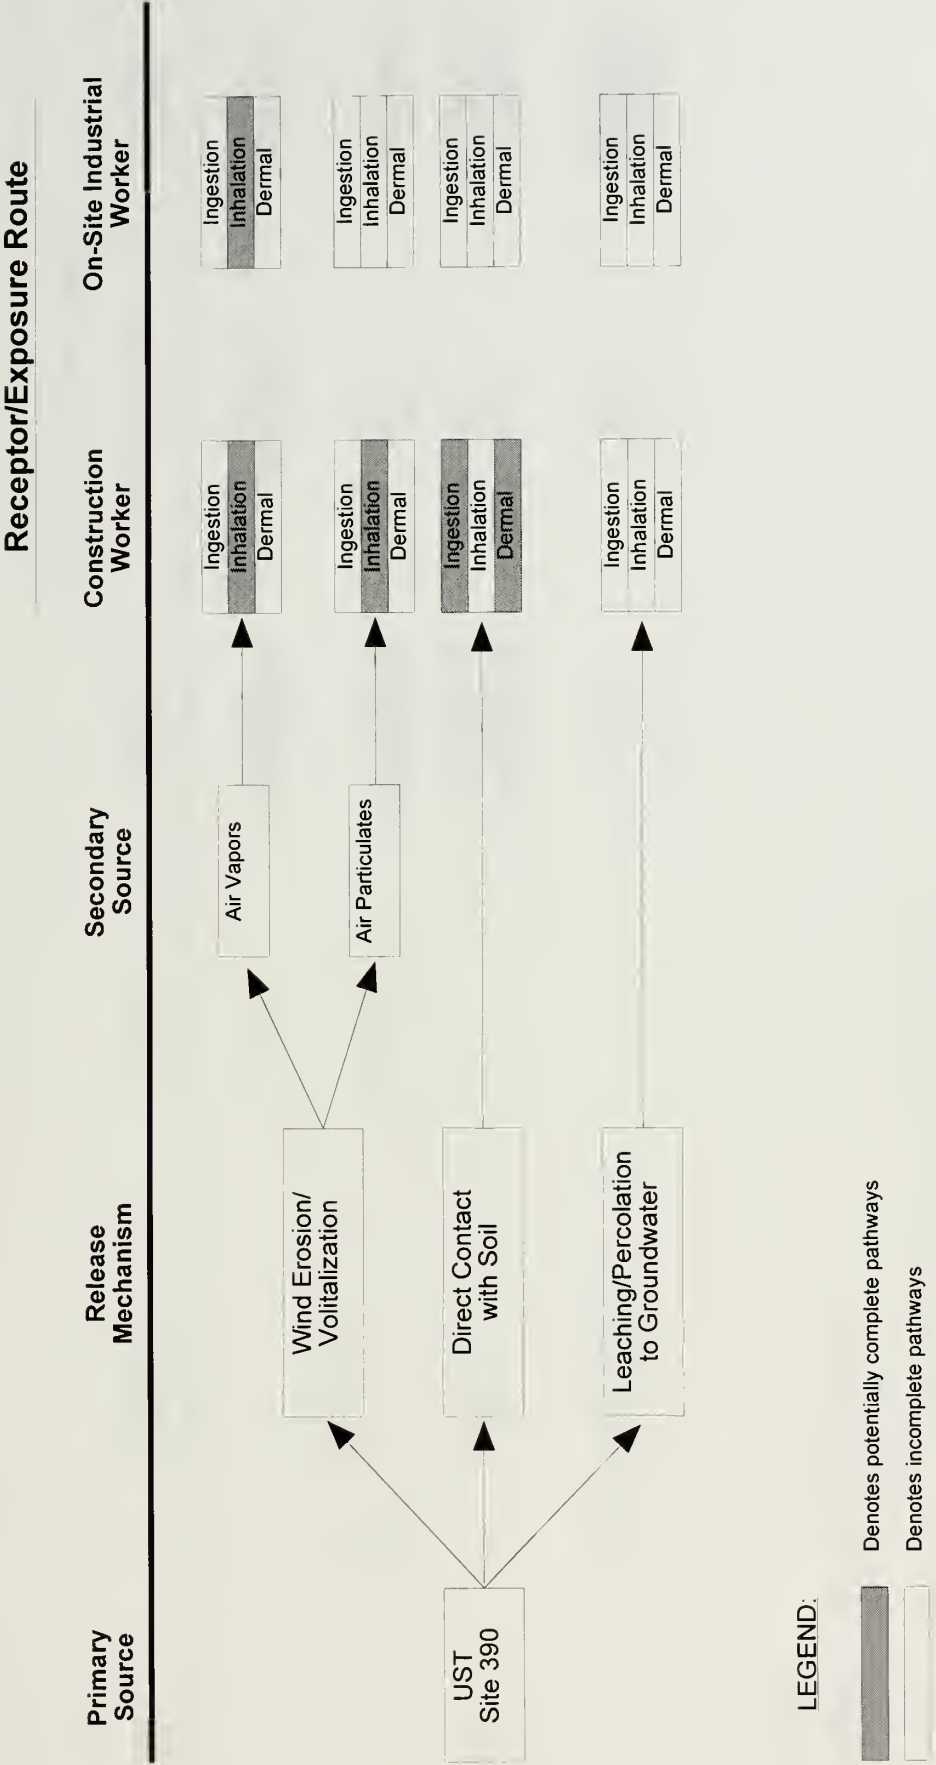 Receptor/Exposure Route
Primary
Source
Release
Mechanism
Secondary
Source
Construction
Worker
On-Site Industrial
Worker
UST
Site 390
Wind Erosion/
Volitalization
Air Vapors
Ingestion
Inhalation
Dermal
Ingestion
Inhalation
Dermal
Air Particulates
Ingestion
Inhalation
Dermal
Ingestion
Inhalation
Dermal
Direct Contact
with Soil
Ingestion
Inhalation
Dermal
Ingestion
Inhalation
Dermal
Leaching/Percolation
to Groundwater
Ingestion
Inhalation
Dermal
Ingestion
Inhalation
Dermal
LEGEND:
Denotes potentially complete pathways
Denotes incomplete pathways